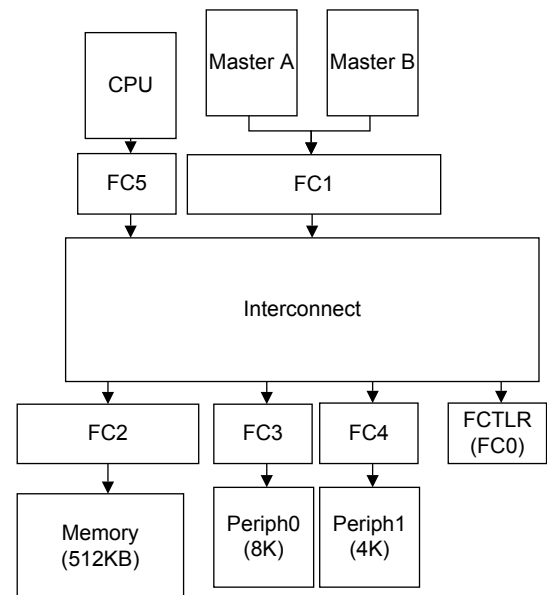 CPU
Master A
Master B
FC5
FC1
Interconnect
FC2
FC3
FC4
FCTLR
(FC0)
Memory
(512KB)
Periph0
(8K)
Periph1
(4K)